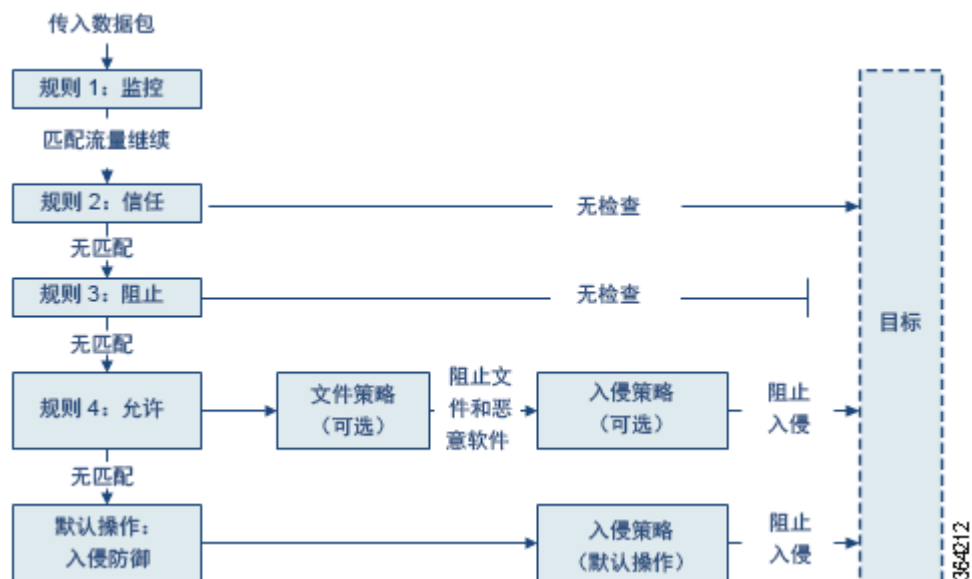 传入数据包
规则 1：监控
匹配流量继续
规则 2：信任
无检查
无匹配
规则 3：阻止
无检查
无匹配
目标
规则 4：允许
文件策略
（可选）
阻止文
件和恶
意软件
入侵策略
（可选）
阻止
入侵
无匹配
默认操作：
入侵防御
入侵策略
（默认操作）
阻止
入侵
364212